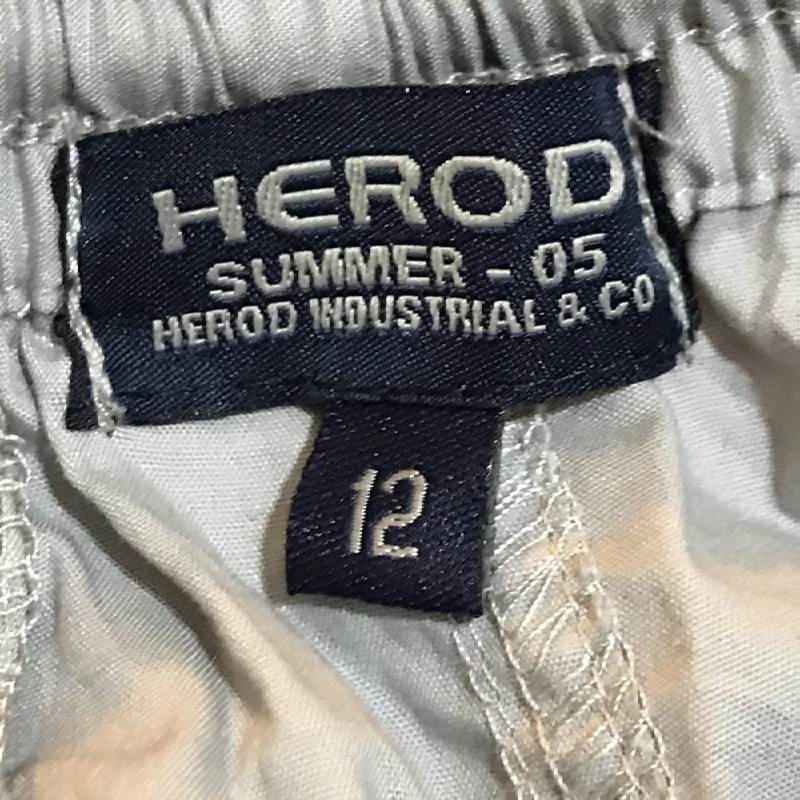 HEROD
SUMMER - 05
HEROD INDUSTRIAL & CO
12